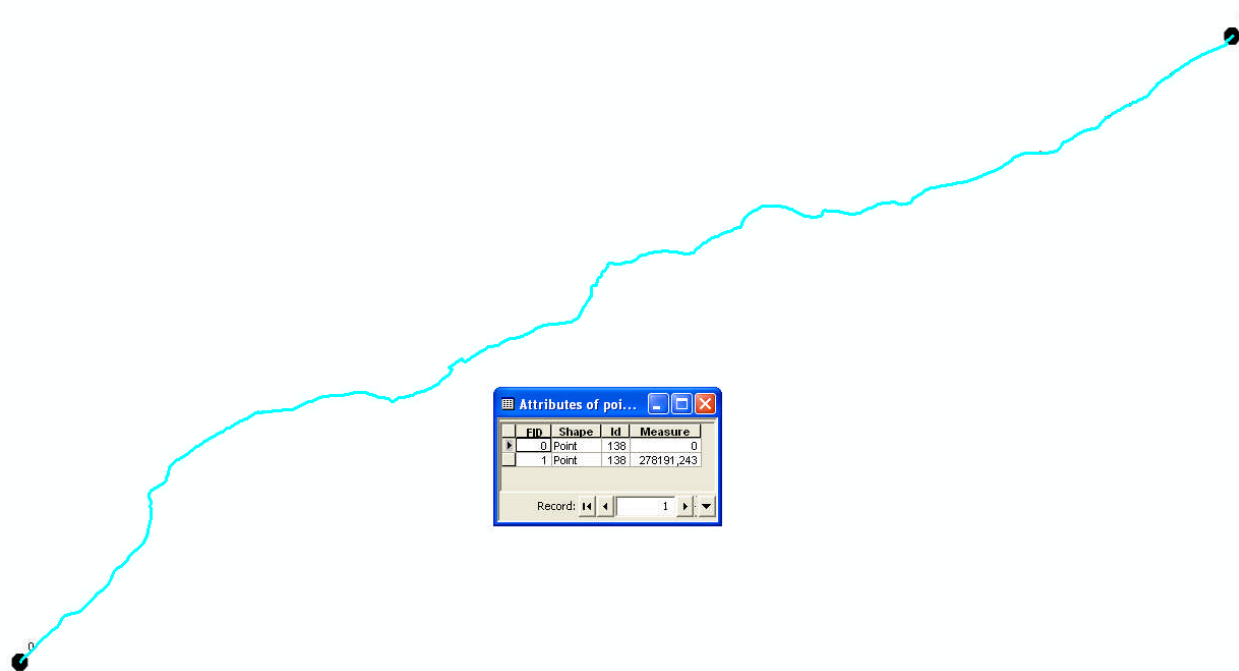 Attributes of poi...
FID Shape Id Measure
0 Point 138 0
1 Point 138 278191,243
Record: 1
0